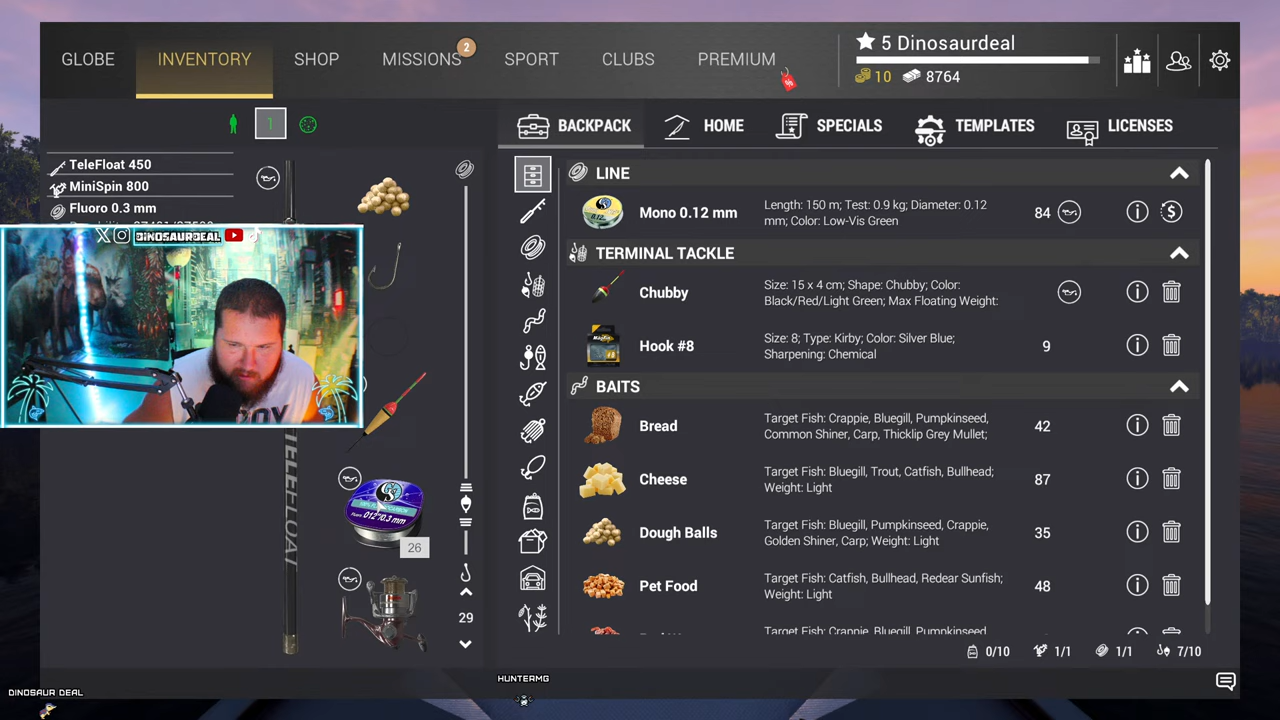 GLOBE
INVENTORY
SHOP
MISSIONS
2
SPORT
CLUBS
PREMIUM
5 Dinosaurdeal
10 8764
1
BACKPACK
HOME
SPECIALS
TEMPLATES
LICENSES
TeleFloat 450
MiniSpin 800
Fluoro 0.3 mm
DINOSAURDEAL
TELEFLOAT
26
29
LINE
Mono 0.12 mm
Length: 150 m; Test: 0.9 kg; Diameter: 0.12
mm; Color: Low-Vis Green
84
TERMINAL TACKLE
Chubby
Size: 15 x 4 cm; Shape: Chubby; Color:
Black/Red/Light Green; Max Floating Weight:
Hook #8
Size: 8; Type: Kirby; Color: Silver Blue;
Sharpening: Chemical
9
BAITS
Bread
Target Fish: Crappie, Bluegill, Pumpkinseed,
Common Shiner, Carp, Thicklip Grey Mullet;
42
Cheese
Target Fish: Bluegill, Trout, Catfish, Bullhead;
Weight: Light
87
Dough Balls
Target Fish: Bluegill, Pumpkinseed, Crappie,
Golden Shiner, Carp; Weight: Light
35
Pet Food
Target Fish: Catfish, Bullhead, Redear Sunfish;
Weight: Light
48
Target Fish: Crappie, Bluegill, Pumpkinseed,
0/10
1/1
1/1
7/10
HUNTERMG
DINOSAUR DEAL